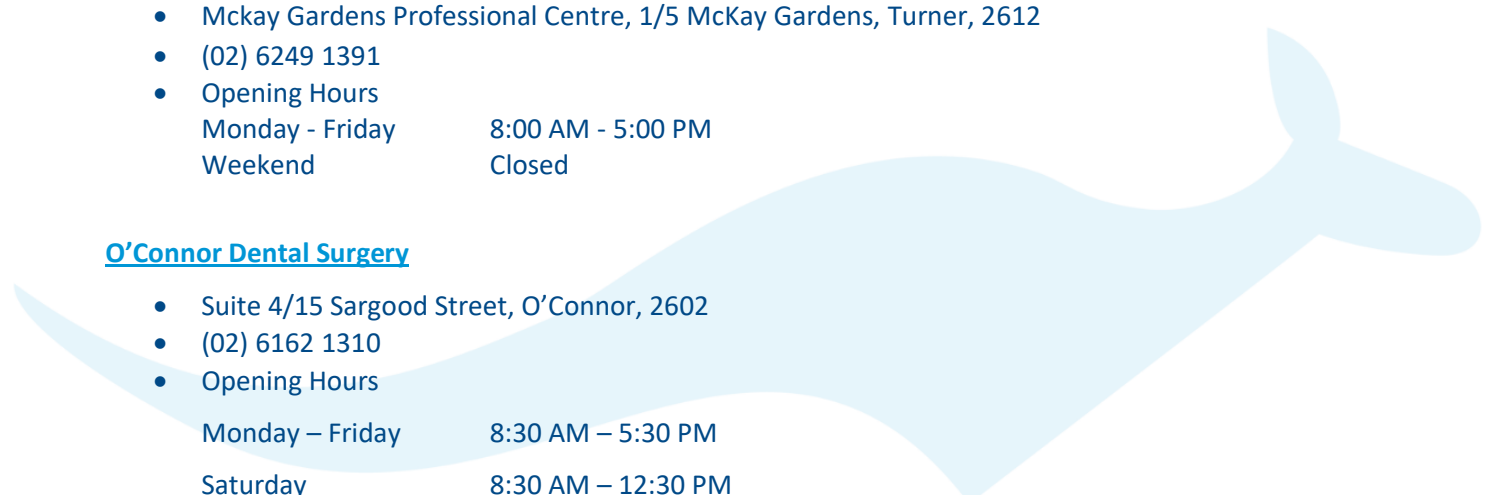 • Mckay Gardens Professional Centre, 1/5 McKay Gardens, Turner, 2612
• (02) 6249 1391
• Opening Hours
Monday - Friday 8:00 AM - 5:00 PM
Weekend Closed
O’Connor Dental Surgery
• Suite 4/15 Sargood Street, O’Connor, 2602
• (02) 6162 1310
• Opening Hours
Monday – Friday 8:30 AM – 5:30 PM
Saturday 8:30 AM – 12:30 PM